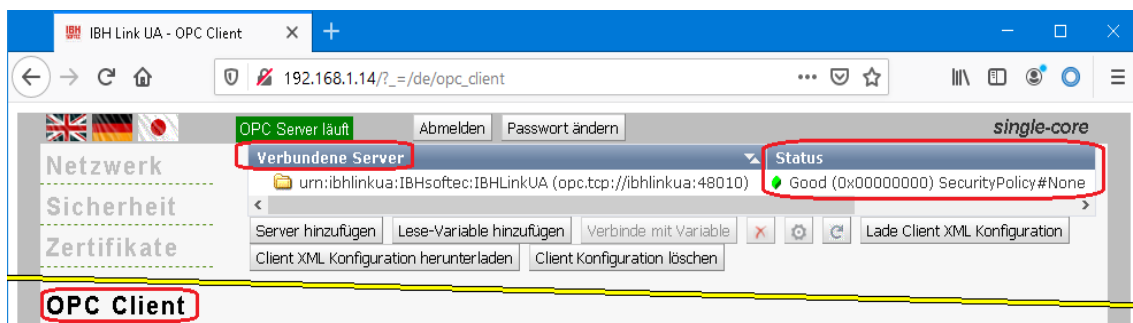 IBH SOFTEC IBH Link UA - OPC Client
192.168.1.14/?_=/de/opc_client
OPC Server läuft Abmelden Passwort ändern single-core
Netzwerk
Verbundene Server Status
urn:ibhlinkua:IBHsoftec:IBHLinkUA (opc.tcp://ibhlinkua:48010) Good (0x00000000) SecurityPolicy#None
Sicherheit
Server hinzufügen Lese-Variable hinzufügen Verbinde mit Variable Lade Client XML Konfiguration
Zertifikate
Client XML Konfiguration herunterladen Client Konfiguration löschen
OPC Client